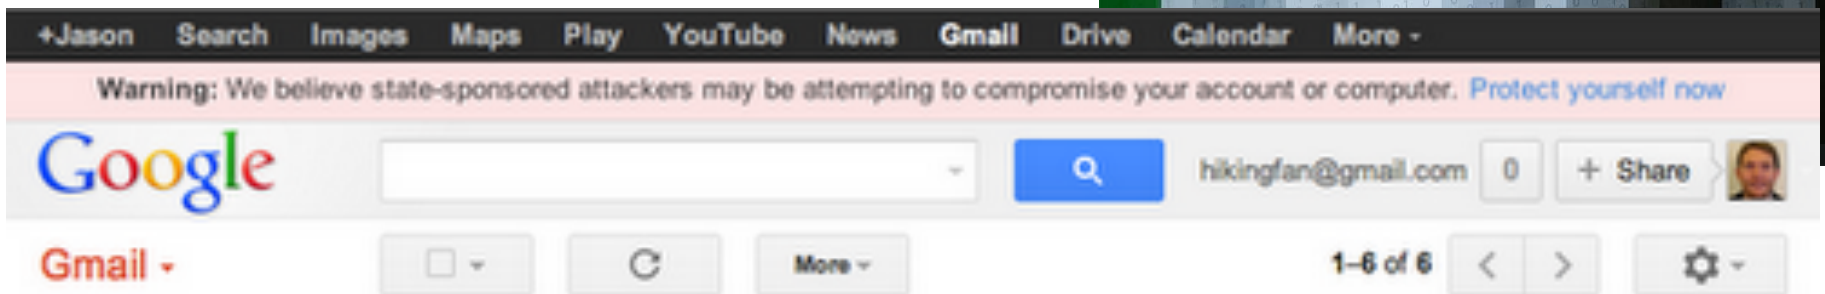 +Jason Search Images Maps Play YouTube News Gmail Drive Calendar More
Warning: We believe state-sponsored attackers may be attempting to compromise your account or computer. Protect yourself now
Google hikingfan@gmail.com 0 + Share
Gmail More 1–6 of 6